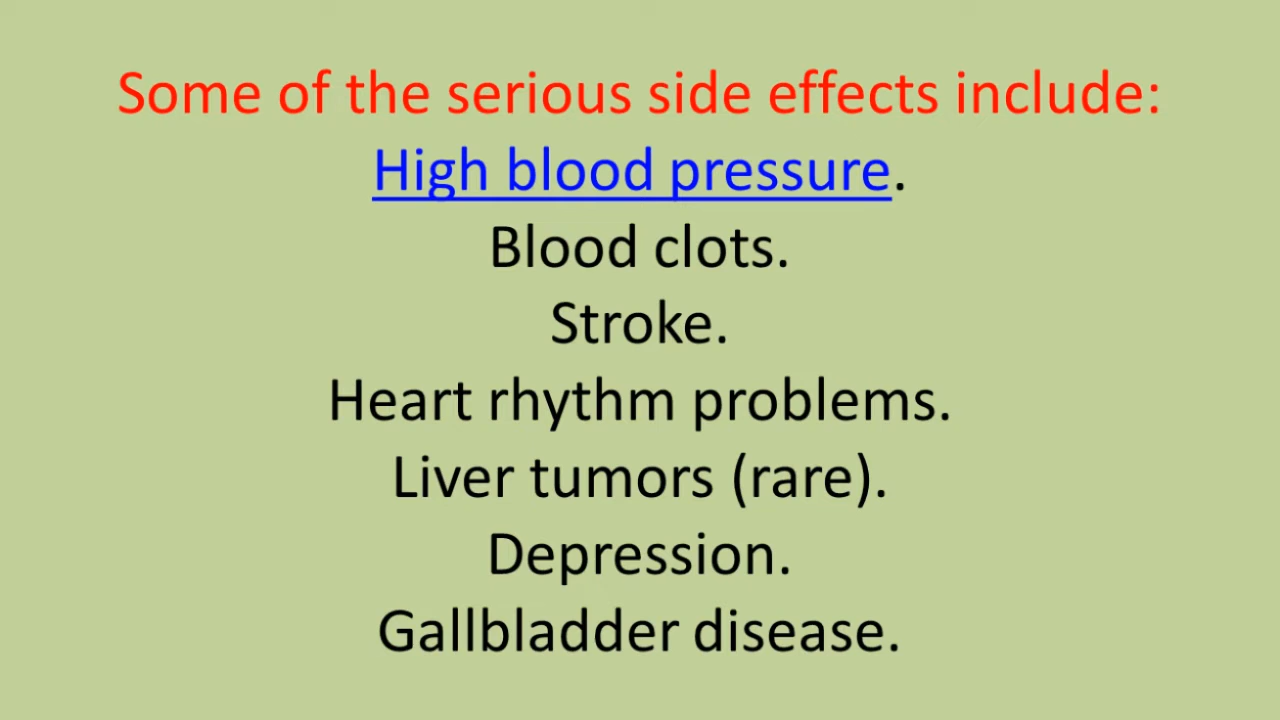 Some of the serious side effects include:
High blood pressure.
Blood clots.
Stroke.
Heart rhythm problems.
Liver tumors (rare).
Depression.
Gallbladder disease.